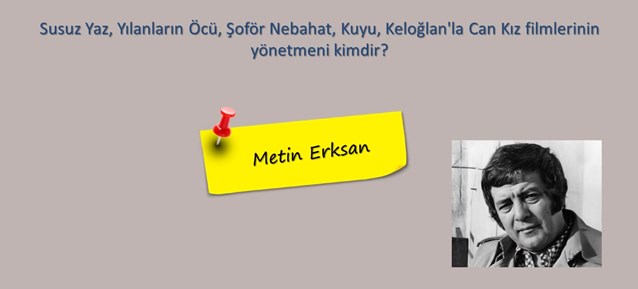 Susuz Yaz, Yılanların Öcü, Şoför Nebahat, Kuyu, Keloğlan'la Can Kız filmlerinin
yönetmeni kimdir?
Metin Erksan